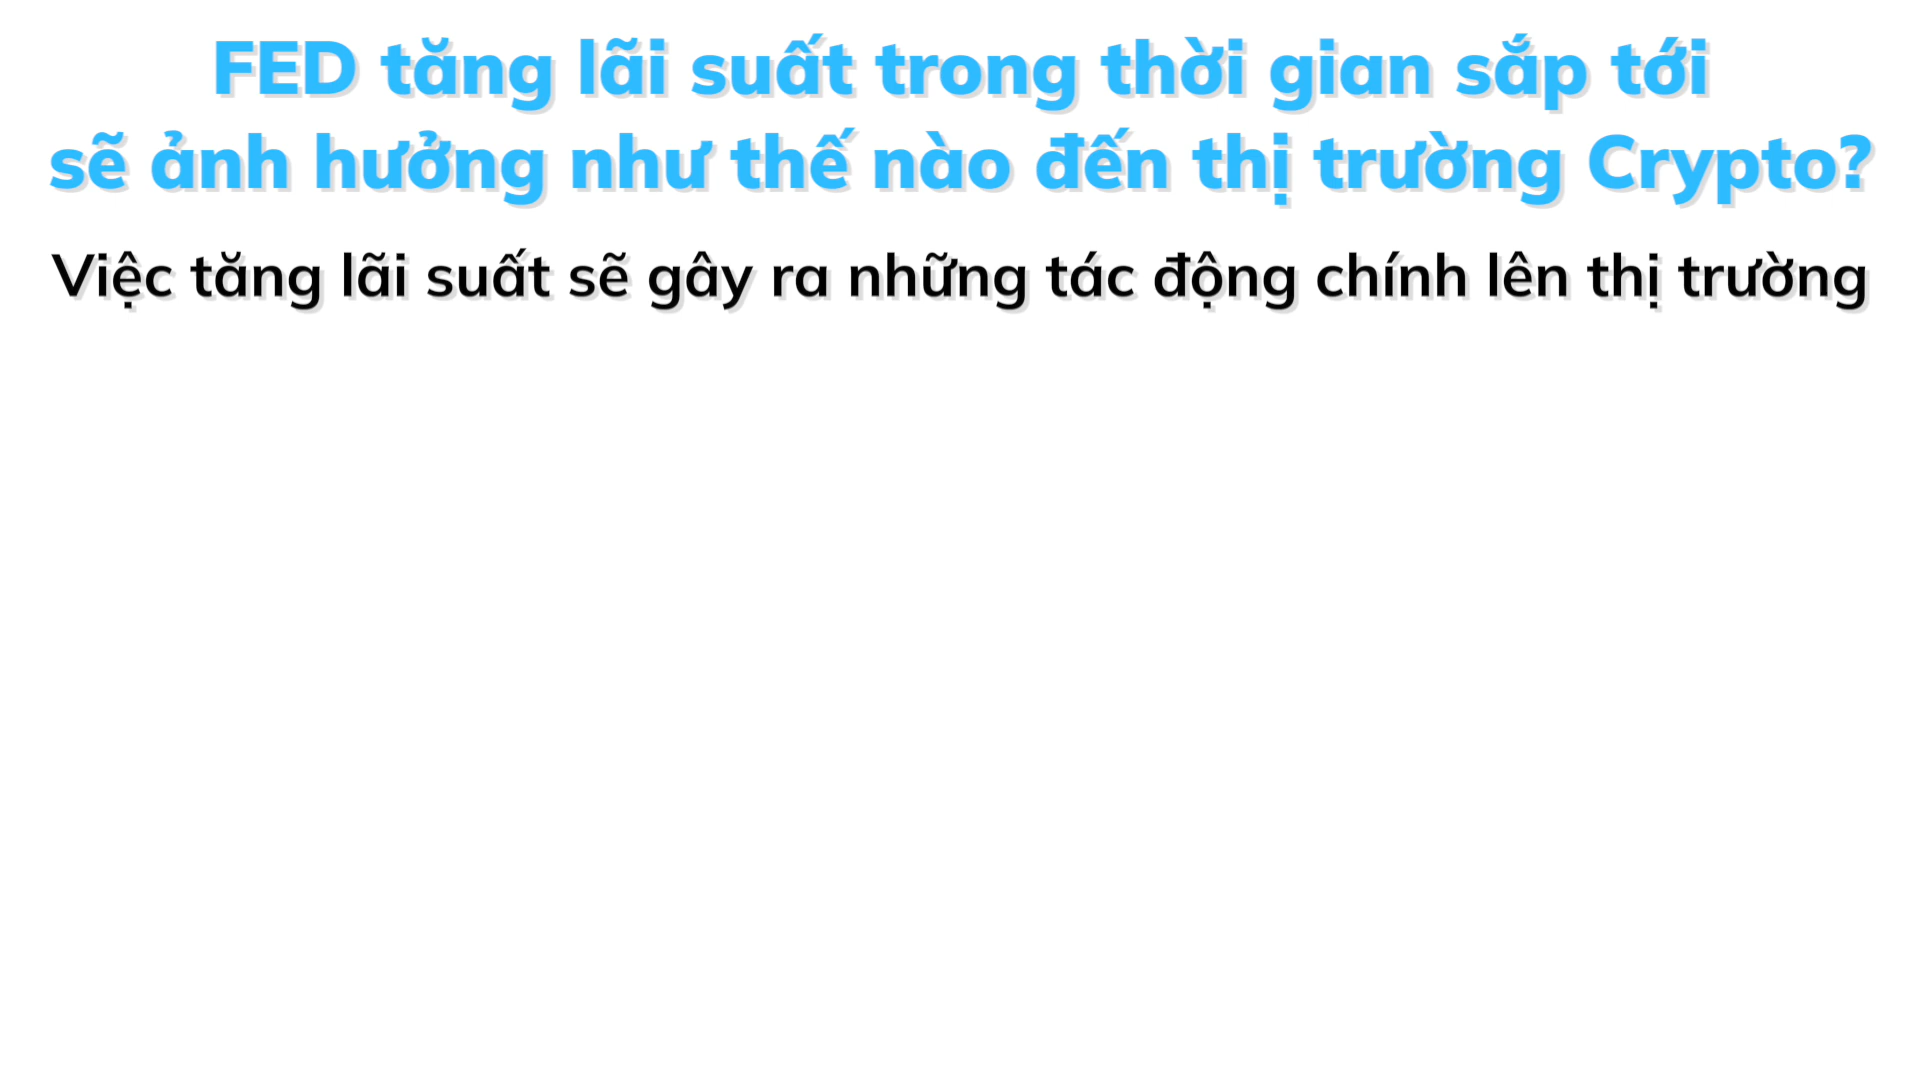 FED tăng lãi suất trong thời gian sắp tới
sẽ ảnh hưởng như thế nào đến thị trường Crypto?
Việc tăng lãi suất sẽ gây ra những tác động chính lên thị trường